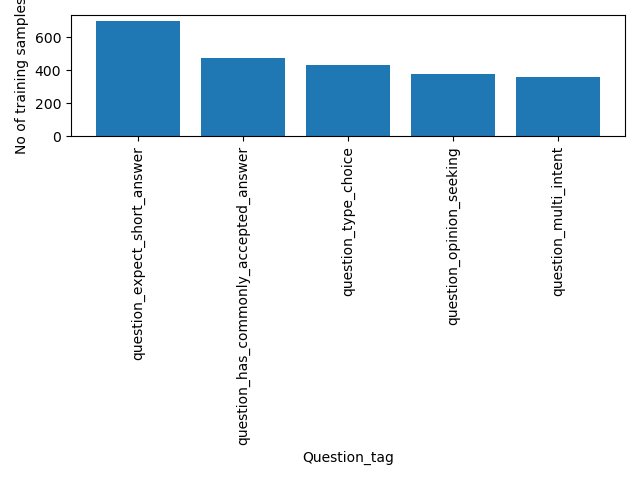 No of training samples
600
400
200
0
question_expect_short_answer
question_has_commonly_accepted_answer
question_type_choice
question_opinion_seeking
question_multi_intent
Question_tag